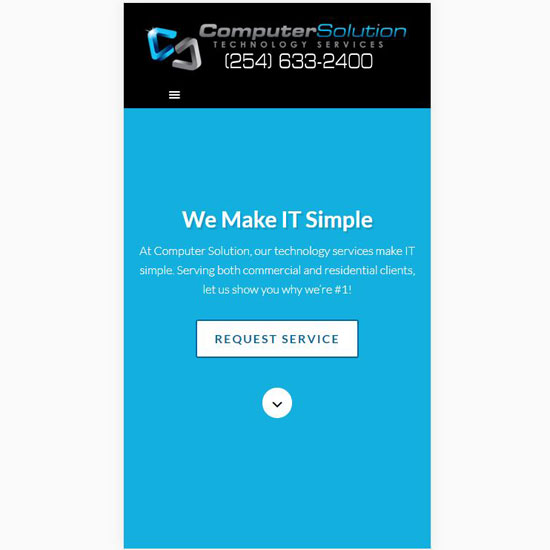 ComputerSolution
TECHNOLOGY SERVICES
(254) 633-2400
We Make IT Simple
At Computer Solution, our technology services make IT
simple. Serving both commercial and residential clients,
let us show you why we're #1!
REQUEST SERVICE